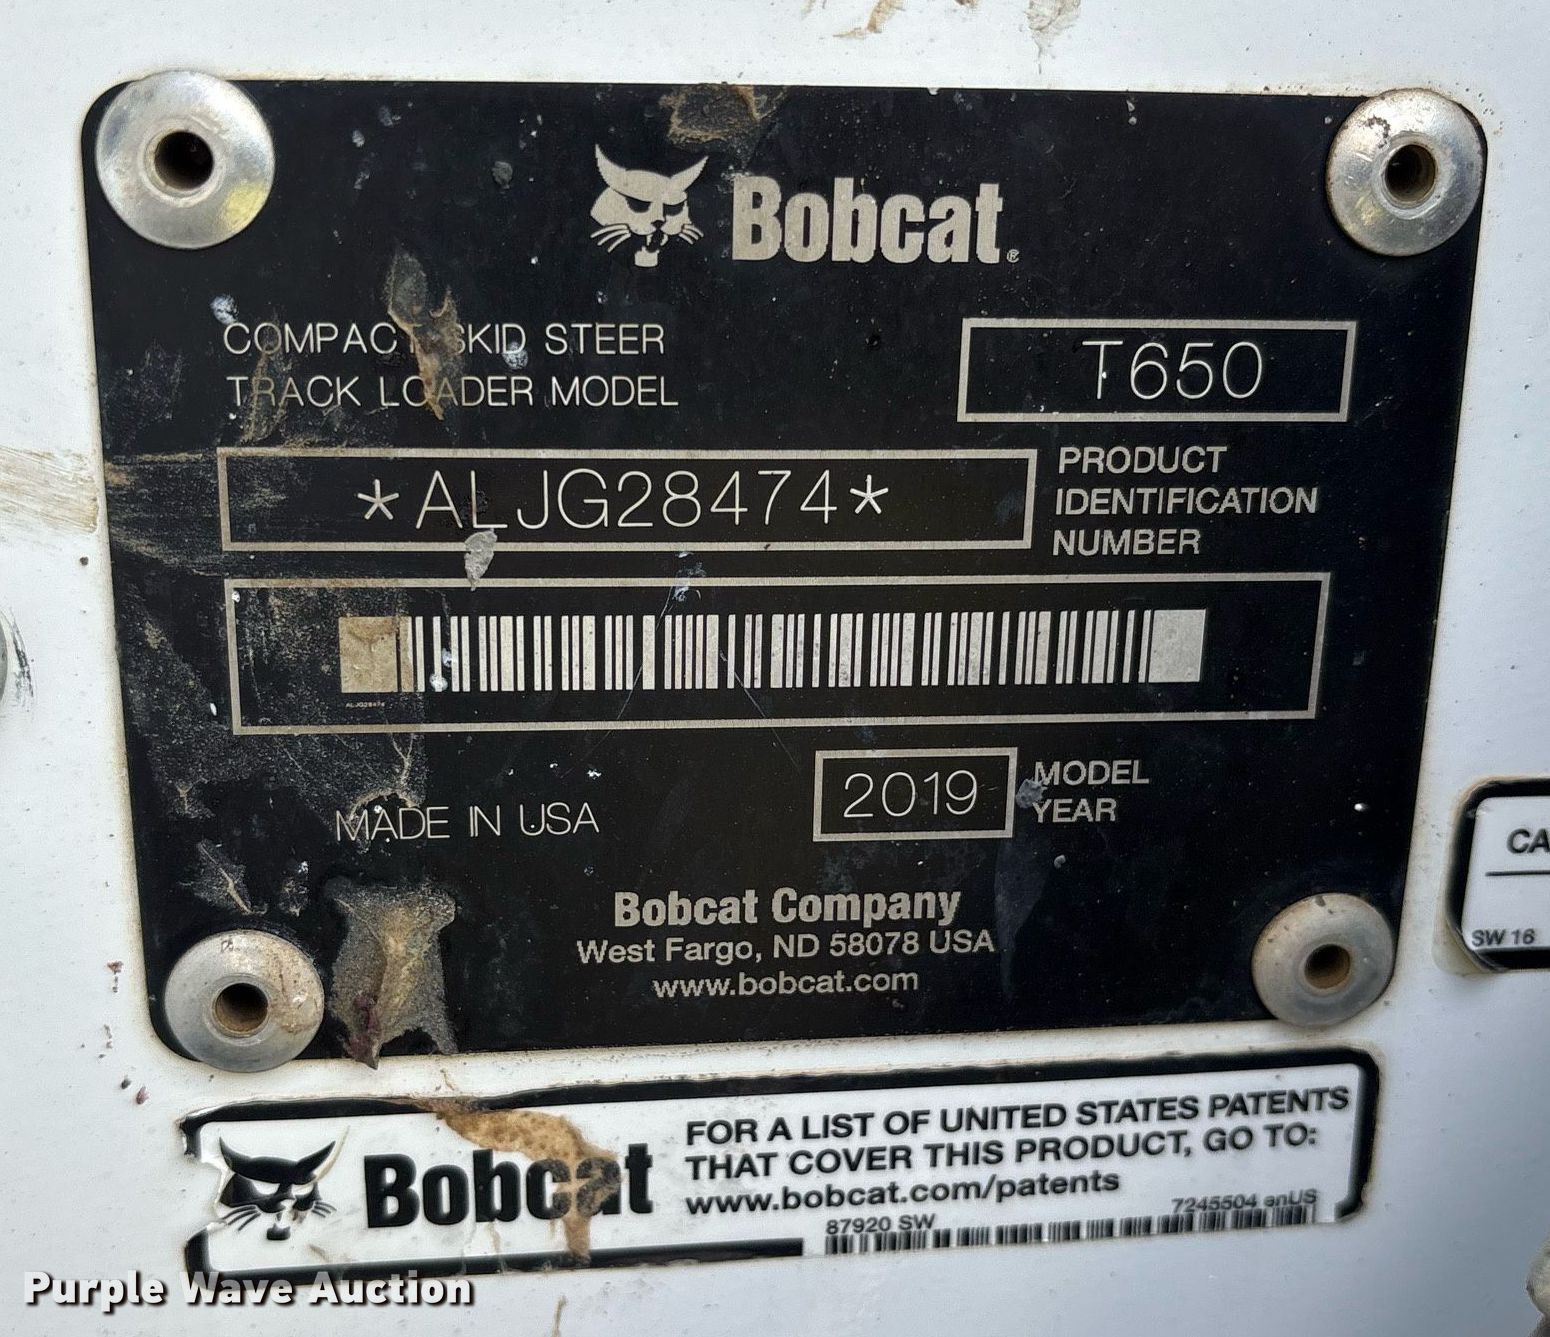 Bobcat®
COMPACT SKID STEER
TRACK LOADER MODEL
T650
*ALJG28474*
PRODUCT
IDENTIFICATION
NUMBER
ALJG28474
MADE IN USA
2019
MODEL
YEAR
Bobcat Company
West Fargo, ND 58078 USA
www.bobcat.com
CA
SW 16
Bobcat
FOR A LIST OF UNITED STATES PATENTS
THAT COVER THIS PRODUCT, GO TO:
www.bobcat.com/patents
87920 SW
7245504 enUS
Purple Wave Auction